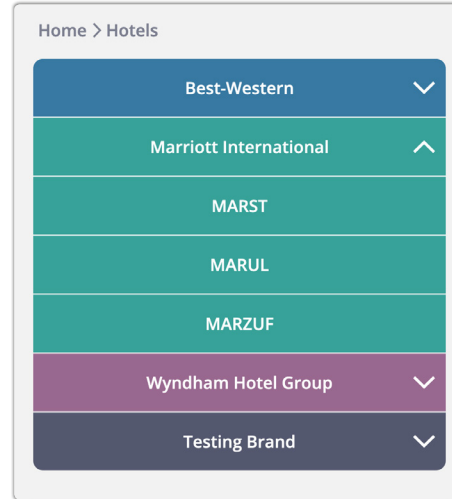 Home > Hotels
Best-Western
Marriott International
MARST
MARUL
MARZUF
Wyndham Hotel Group
Testing Brand